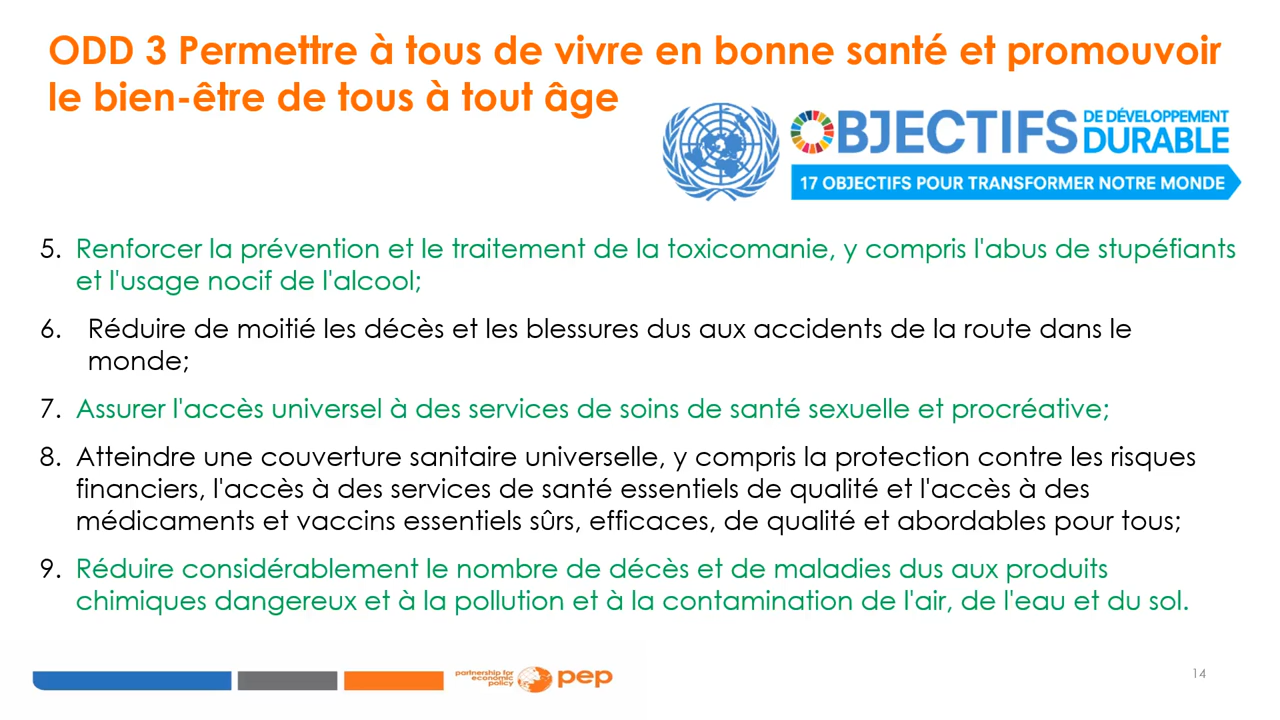 ODD 3 Permettre à tous de vivre en bonne santé et promouvoir
le bien-être de tous à tout âge
OBJECTIFS DE DÉVELOPPEMENT
DURABLE
17 OBJECTIFS POUR TRANSFORMER NOTRE MONDE
5. Renforcer la prévention et le traitement de la toxicomanie, y compris l'abus de stupéfiants
et l'usage nocif de l'alcool;
6. Réduire de moitié les décès et les blessures dus aux accidents de la route dans le
monde;
7. Assurer l'accès universel à des services de soins de santé sexuelle et procréative;
8. Atteindre une couverture sanitaire universelle, y compris la protection contre les risques
financiers, l'accès à des services de santé essentiels de qualité et l'accès à des
médicaments et vaccins essentiels sûrs, efficaces, de qualité et abordables pour tous;
9. Réduire considérablement le nombre de décès et de maladies dus aux produits
chimiques dangereux et à la pollution et à la contamination de l'air, de l'eau et du sol.
partnership for
economic
policy
pep
14